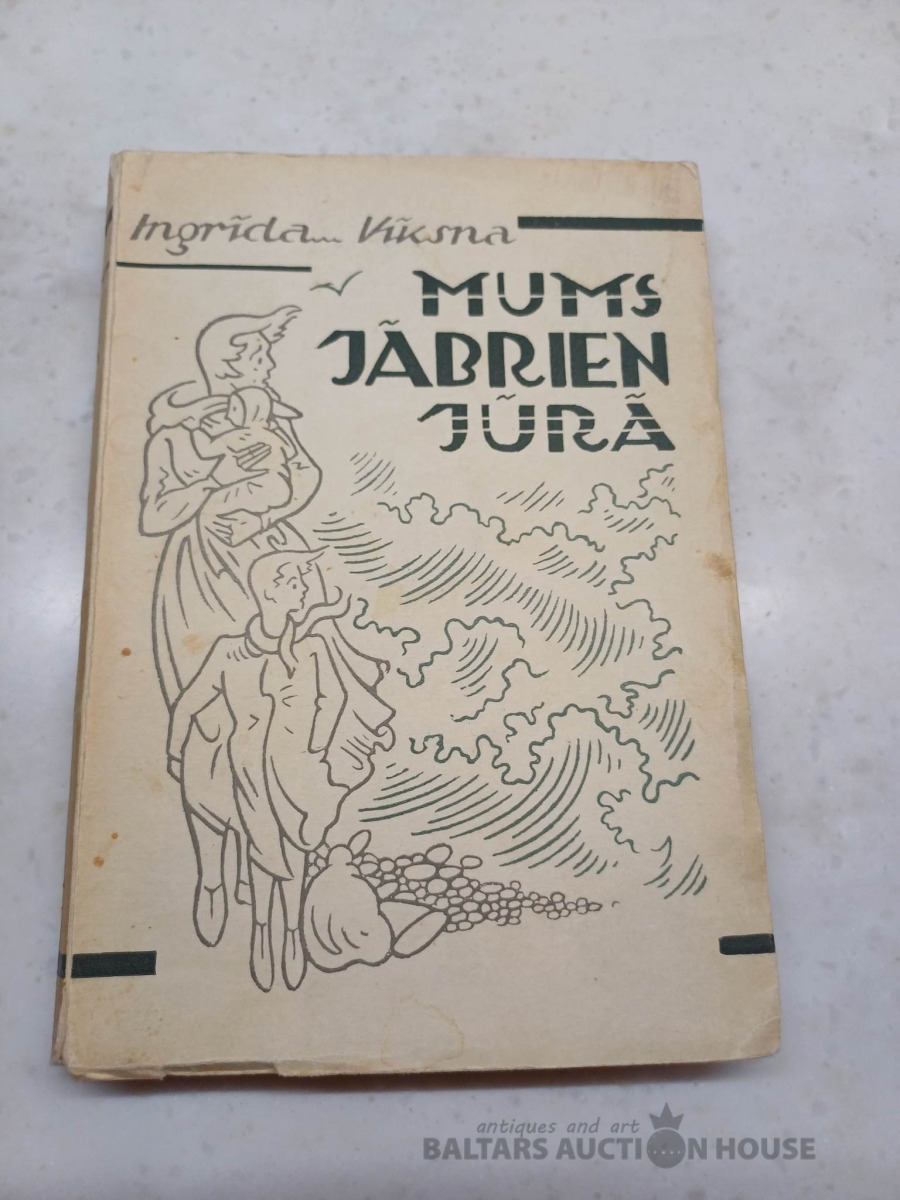 Ingrīda... Vīksna
MUMS
JĀBRIEN
JŪRĀ
antiques and art
BALTARS AUCTION HOUSE